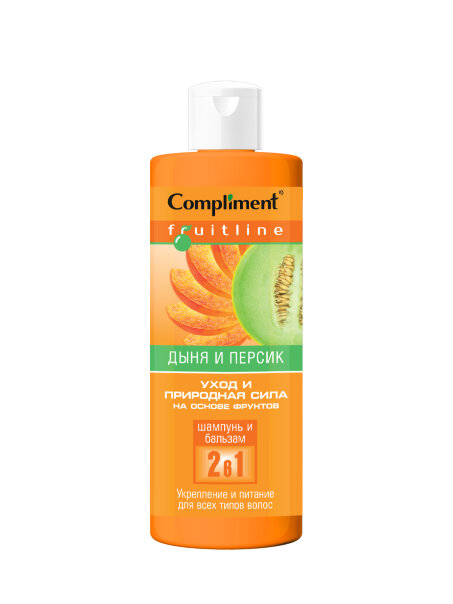 Compliment®
fruitline
ДЫНЯ И ПЕРСИК
УХОД И
ПРИРОДНАЯ СИЛА
НА ОСНОВЕ ФРУКТОВ
шампунь и
бальзам
2в1
Укрепление и питание
для всех типов волос